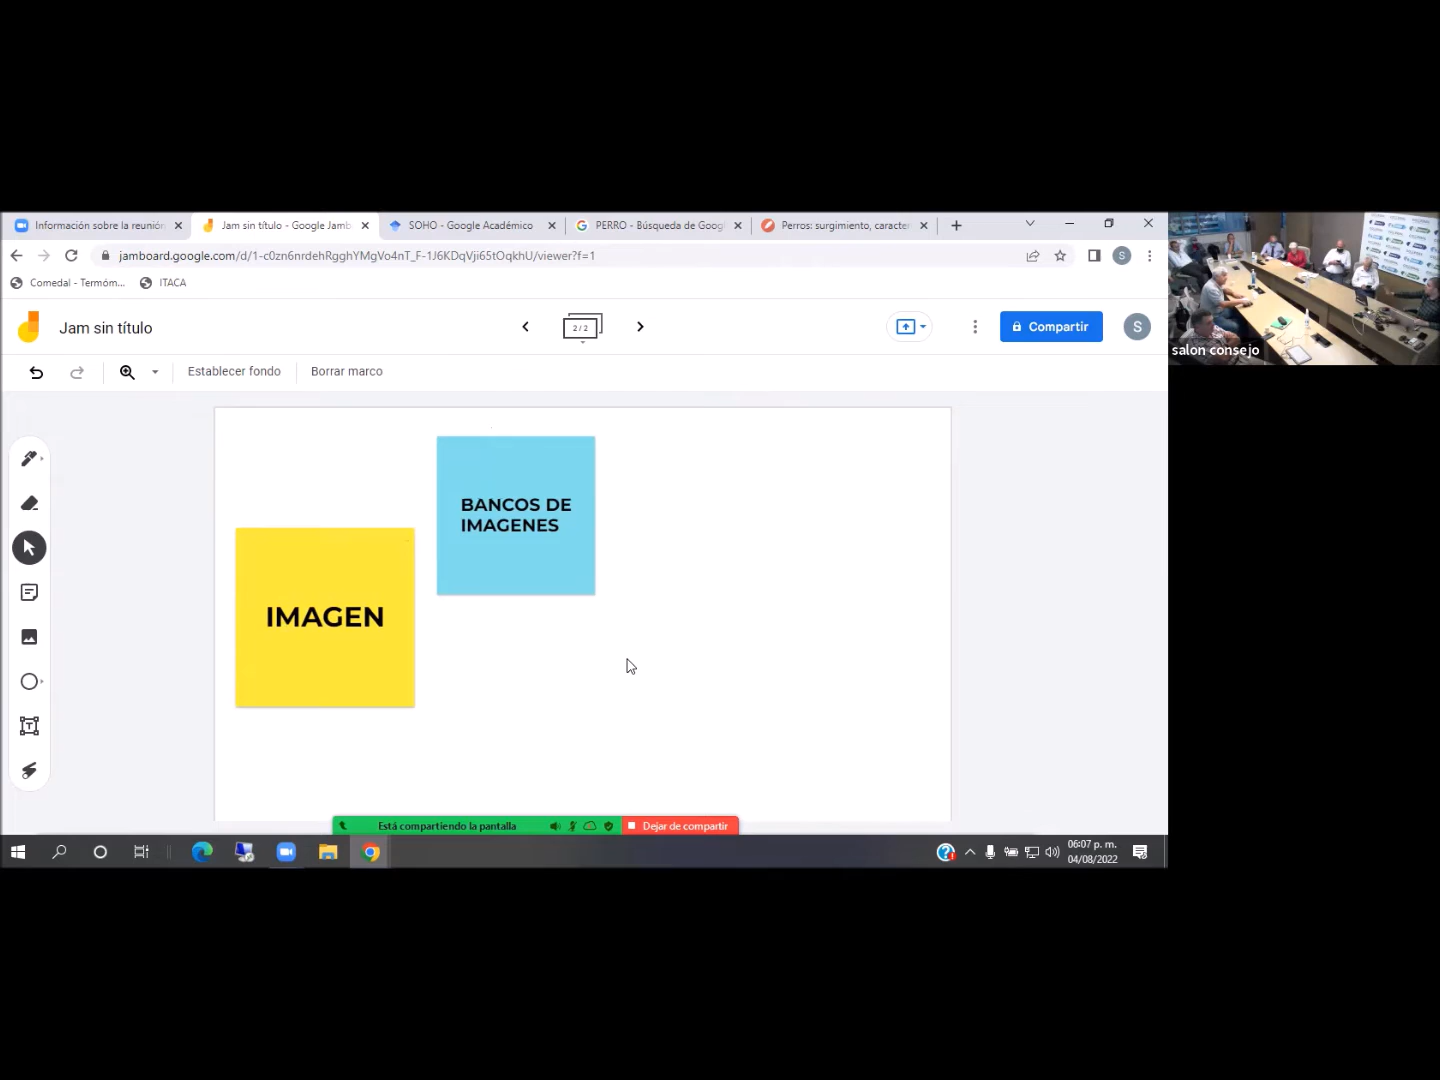 Información sobre la reunión
Jam sin título - Google Jamb
SOHO - Google Académico
PERRO - Búsqueda de Goog
Perros: surgimiento, caracter
jamboard.google.com/d/1-c0zn6nrdehRgghYMgVo4nT_F-1J6KDqVji65tOqkhU/viewer?f=1
S
Comedal - Termóm...
ITACA
salon consejo
Jam sin título
2 / 2
Compartir
S
Establecer fondo
Borrar marco
BANCOS DE
IMAGENES
IMAGEN
Está compartiendo la pantalla
Dejar de compartir
06:07 p. m.
04/08/2022